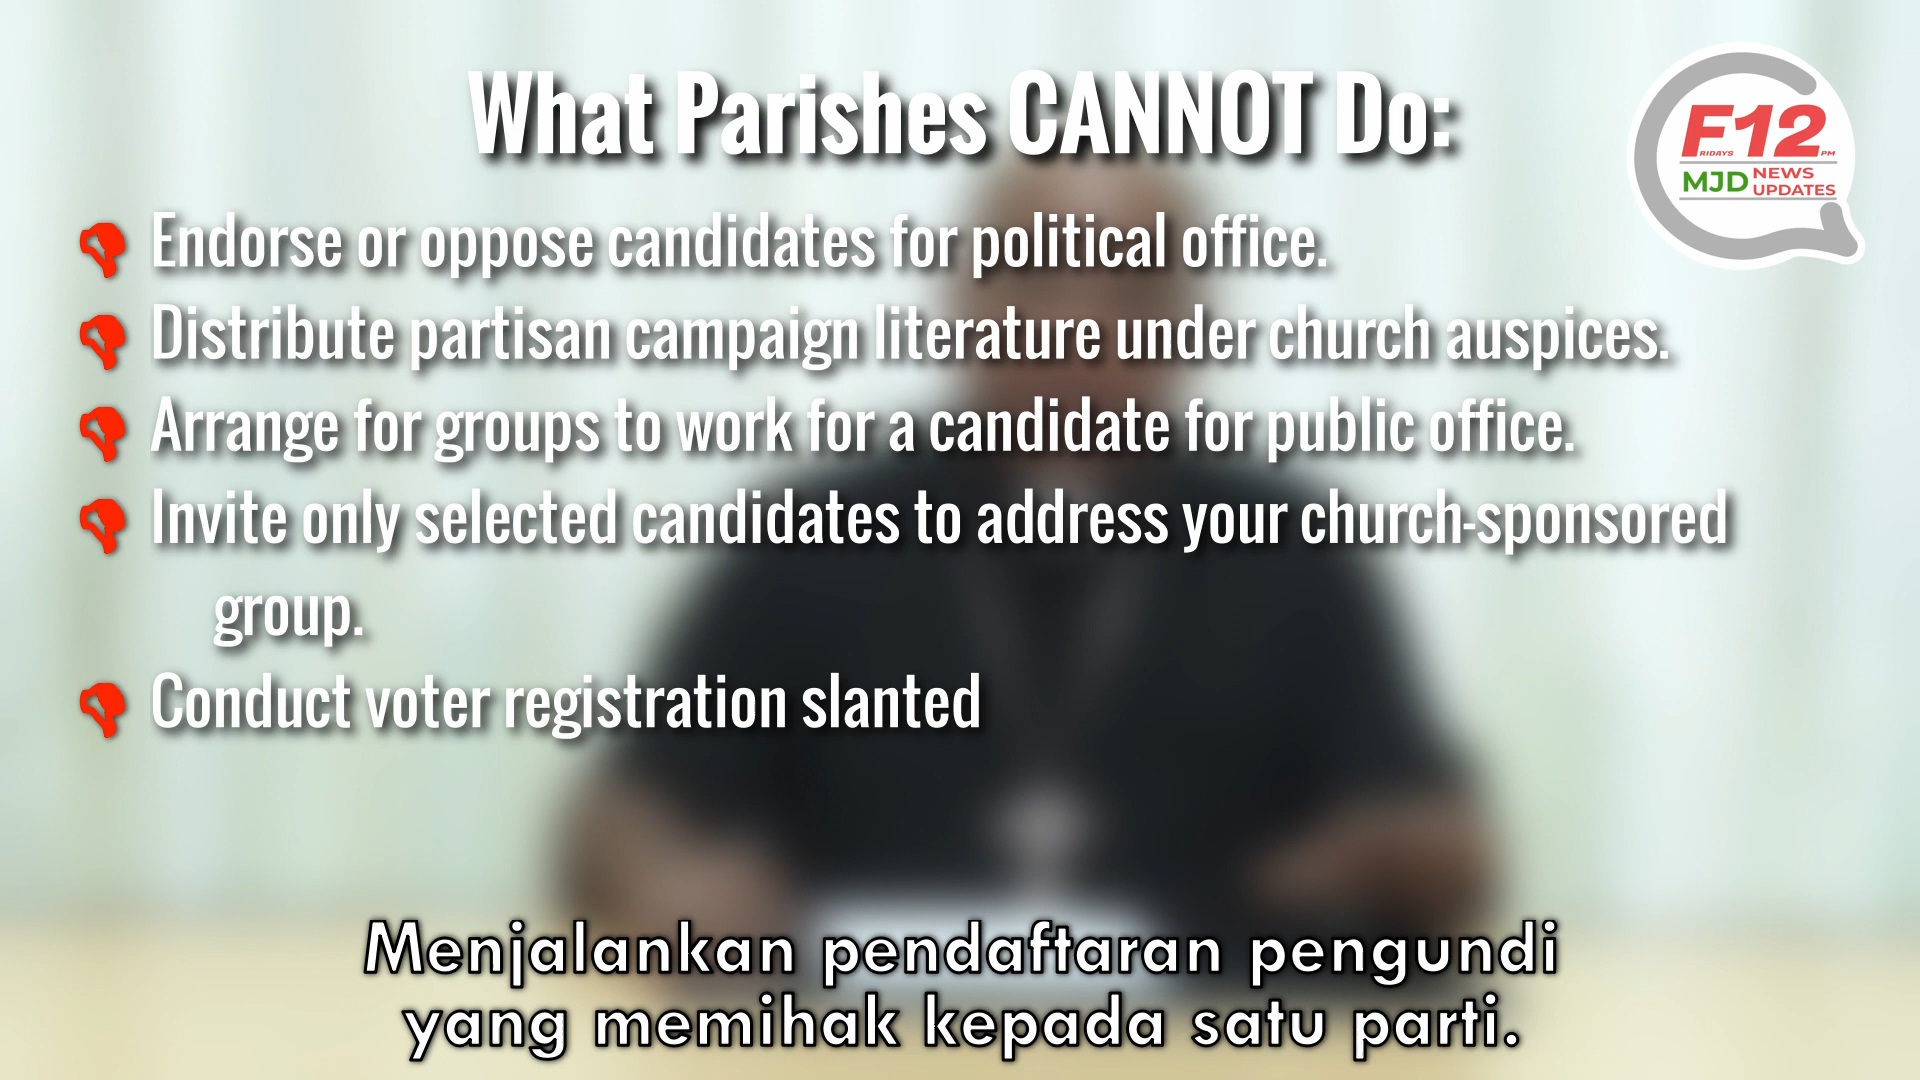 What Parishes CANNOT Do:
F12
RIDAYS PM
MJD NEWS UPDATES
Endorse or oppose candidates for political office.
Distribute partisan campaign literature under church auspices.
Arrange for groups to work for a candidate for public office.
Invite only selected candidates to address your church-sponsored
group.
Conduct voter registration slanted
Menjalankan pendaftaran pengundi
yang memihak kepada satu parti.